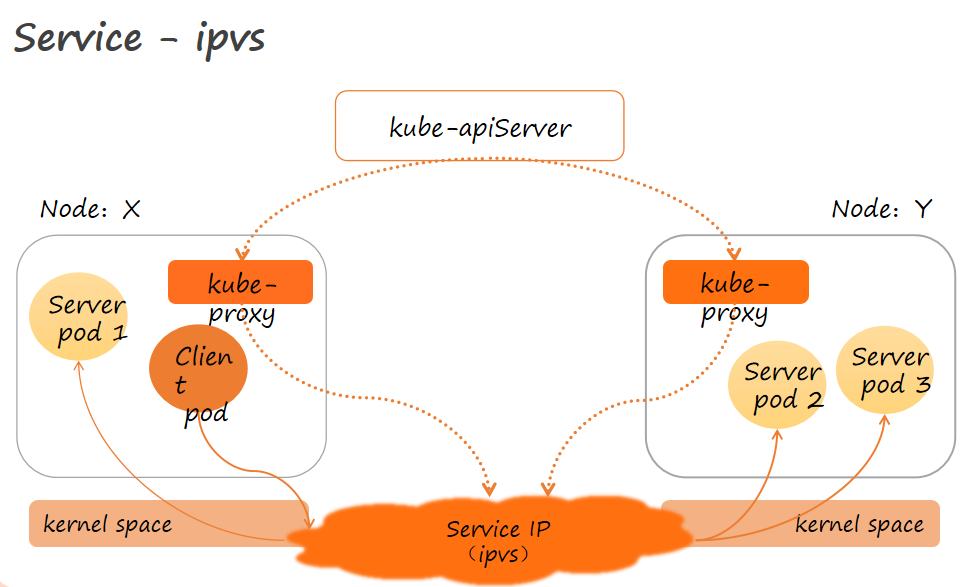 Service - ipvs
kube-apiServer
Node：X
Node：Y
kube-
proxy
kube-
proxy
Server
pod 1
Clien
t
pod
Server
pod 2
Server
pod 3
kernel space
Service IP
（ipvs）
kernel space